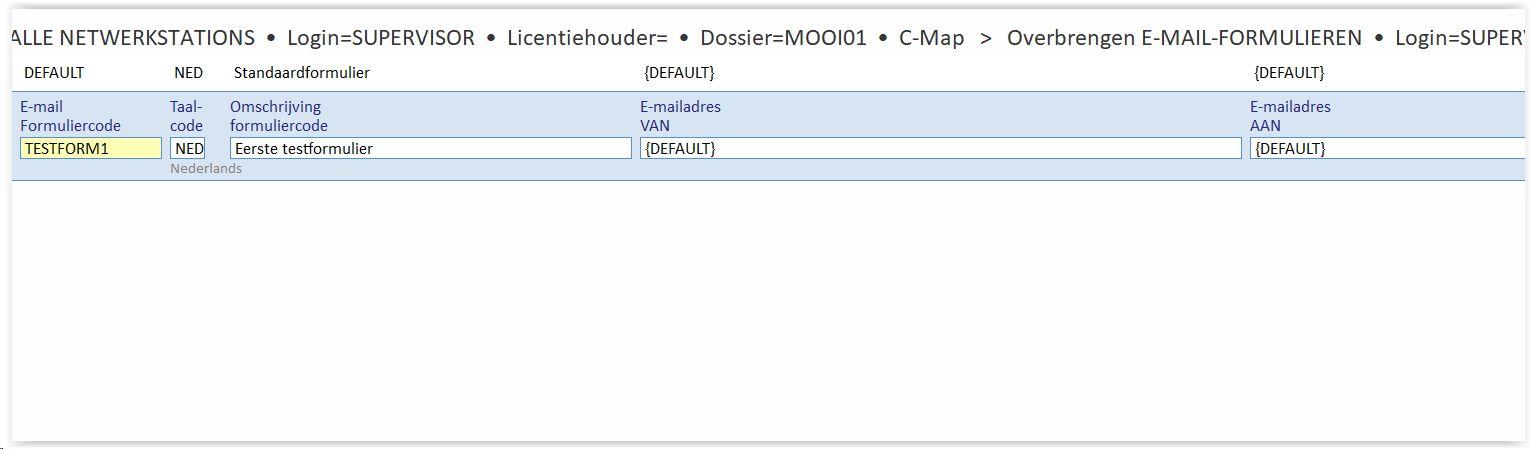 ALLE NETWERKSTATIONS • Login=SUPERVISOR • Licentiehouder= • Dossier=MOOI01 • C-Map > Overbrengen E-MAIL-FORMULIEREN • Login=SUPERV
DEFAULT NED Standaardformulier {DEFAULT} {DEFAULT}
E-mail Taal- Omschrijving E-mailadres E-mailadres
Formuliercode code formuliercode VAN AAN
TESTFORM1 NED Eerste testformulier {DEFAULT} {DEFAULT}
Nederlands